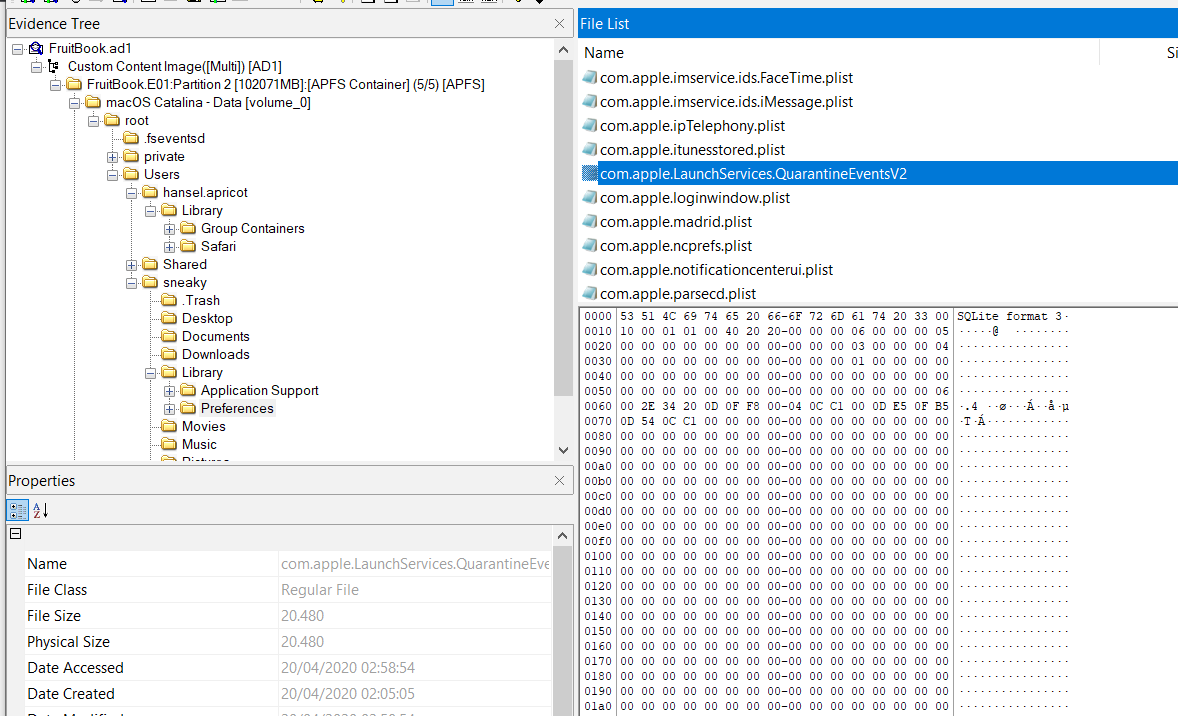 Evidence Tree
FruitBook.ad1
Custom Content Image([Multi]) [AD1]
FruitBook.E01:Partition 2 [102071MB]:[APFS Container] (5/5) [APFS]
macOS Catalina - Data [volume_0]
root
.fseventsd
private
Users
hansel.apricot
Library
Group Containers
Safari
Shared
sneaky
.Trash
Desktop
Documents
Downloads
Library
Application Support
Preferences
Movies
Music
Properties
Name com.apple.LaunchServices.QuarantineEve
File Class Regular File
File Size 20.480
Physical Size 20.480
Date Accessed 20/04/2020 02:58:54
Date Created 20/04/2020 02:05:05
File List
Name Si
com.apple.imservice.ids.FaceTime.plist
com.apple.imservice.ids.iMessage.plist
com.apple.ipTelephony.plist
com.apple.itunesstored.plist
com.apple.LaunchServices.QuarantineEventsV2
com.apple.loginwindow.plist
com.apple.madrid.plist
com.apple.ncprefs.plist
com.apple.notificationcenterui.plist
com.apple.parsecd.plist
0000 53 51 4C 69 74 65 20 66-6F 72 6D 61 74 20 33 00 SQLite format 3·
0010 10 00 01 01 00 40 20 20-00 00 00 06 00 00 00 05 ·····@  ········
0020 00 00 00 00 00 00 00 00-00 00 00 03 00 00 00 04 ················
0030 00 00 00 00 00 00 00 00-00 00 00 01 00 00 00 00 ················
0040 00 00 00 00 00 00 00 00-00 00 00 00 00 00 00 00 ················
0050 00 00 00 00 00 00 00 00-00 00 00 00 00 00 00 06 ················
0060 00 2E 34 20 0D 0F F8 00-04 0C C1 00 0D E5 0F B5 ·.4 ··ø···Á··å·µ
0070 0D 54 0C C1 00 00 00 00-00 00 00 00 00 00 00 00 ·T·Á············
0080 00 00 00 00 00 00 00 00-00 00 00 00 00 00 00 00 ················
0090 00 00 00 00 00 00 00 00-00 00 00 00 00 00 00 00 ················
00a0 00 00 00 00 00 00 00 00-00 00 00 00 00 00 00 00 ················
00b0 00 00 00 00 00 00 00 00-00 00 00 00 00 00 00 00 ················
00c0 00 00 00 00 00 00 00 00-00 00 00 00 00 00 00 00 ················
00d0 00 00 00 00 00 00 00 00-00 00 00 00 00 00 00 00 ················
00e0 00 00 00 00 00 00 00 00-00 00 00 00 00 00 00 00 ················
00f0 00 00 00 00 00 00 00 00-00 00 00 00 00 00 00 00 ················
0100 00 00 00 00 00 00 00 00-00 00 00 00 00 00 00 00 ················
0110 00 00 00 00 00 00 00 00-00 00 00 00 00 00 00 00 ················
0120 00 00 00 00 00 00 00 00-00 00 00 00 00 00 00 00 ················
0130 00 00 00 00 00 00 00 00-00 00 00 00 00 00 00 00 ················
0140 00 00 00 00 00 00 00 00-00 00 00 00 00 00 00 00 ················
0150 00 00 00 00 00 00 00 00-00 00 00 00 00 00 00 00 ················
0160 00 00 00 00 00 00 00 00-00 00 00 00 00 00 00 00 ················
0170 00 00 00 00 00 00 00 00-00 00 00 00 00 00 00 00 ················
0180 00 00 00 00 00 00 00 00-00 00 00 00 00 00 00 00 ················
0190 00 00 00 00 00 00 00 00-00 00 00 00 00 00 00 00 ················
01a0 00 00 00 00 00 00 00 00-00 00 00 00 00 00 00 00 ················